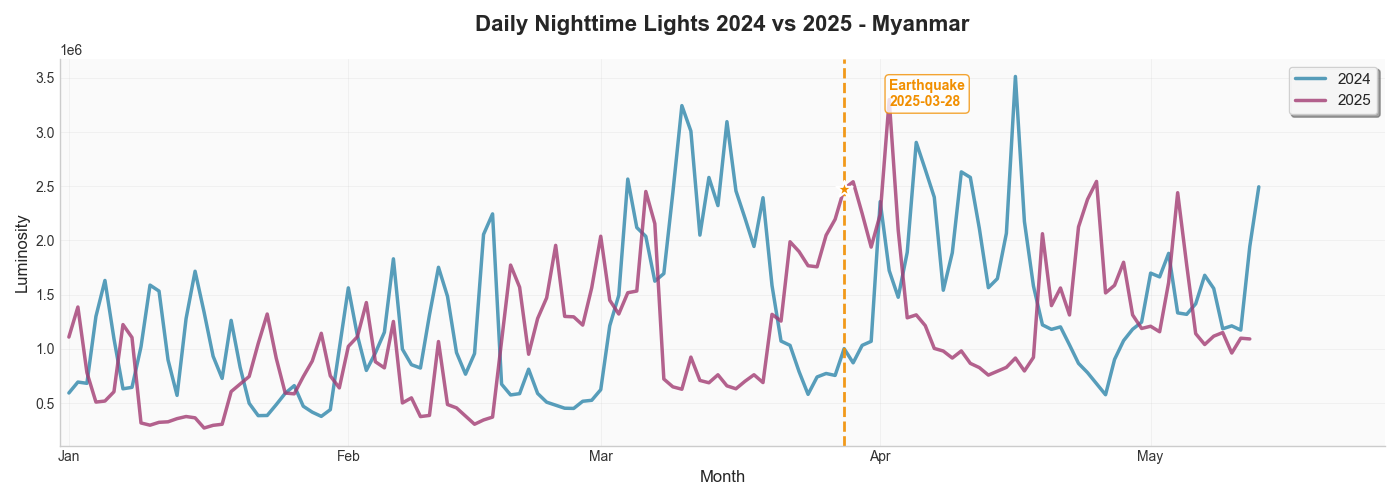 Daily Nighttime Lights 2024 vs 2025 - Myanmar
1e6
3.5
3.0
2.5
2.0
1.5
1.0
0.5
Luminosity
Earthquake
2025-03-28
2024
2025
Jan
Feb
Mar
Apr
May
Month